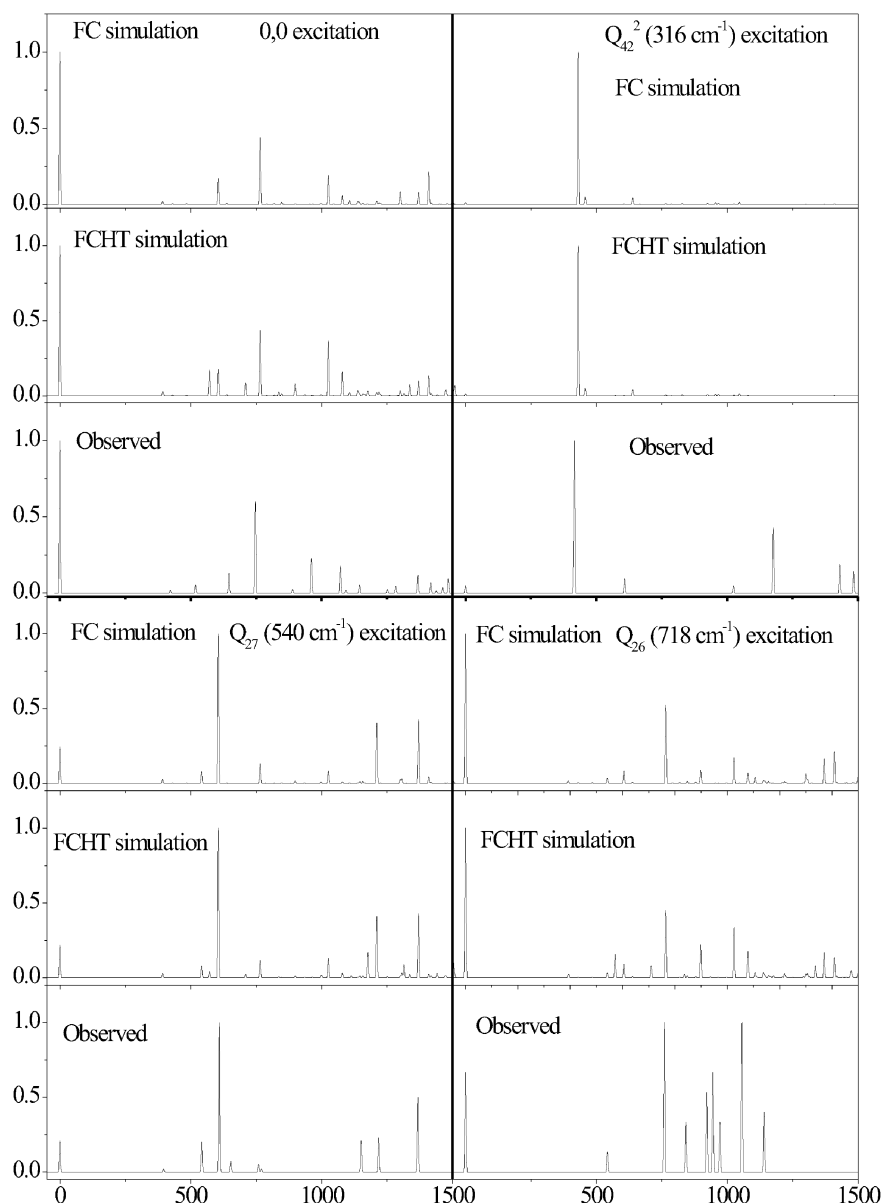 FC simulation 0,0 excitation
1.0
0.5
0.0
Q₄₂² (316 cm⁻¹) excitation
FC simulation
FCHT simulation
1.0
0.5
0.0
FCHT simulation
Observed
1.0
0.5
0.0
Observed
FC simulation Q₂₇ (540 cm⁻¹) excitation
1.0
0.5
0.0
FC simulation Q₂₆ (718 cm⁻¹) excitation
FCHT simulation
1.0
0.5
0.0
FCHT simulation
Observed
1.0
0.5
0.0
Observed
0 500 1000 1500 500 1000 1500